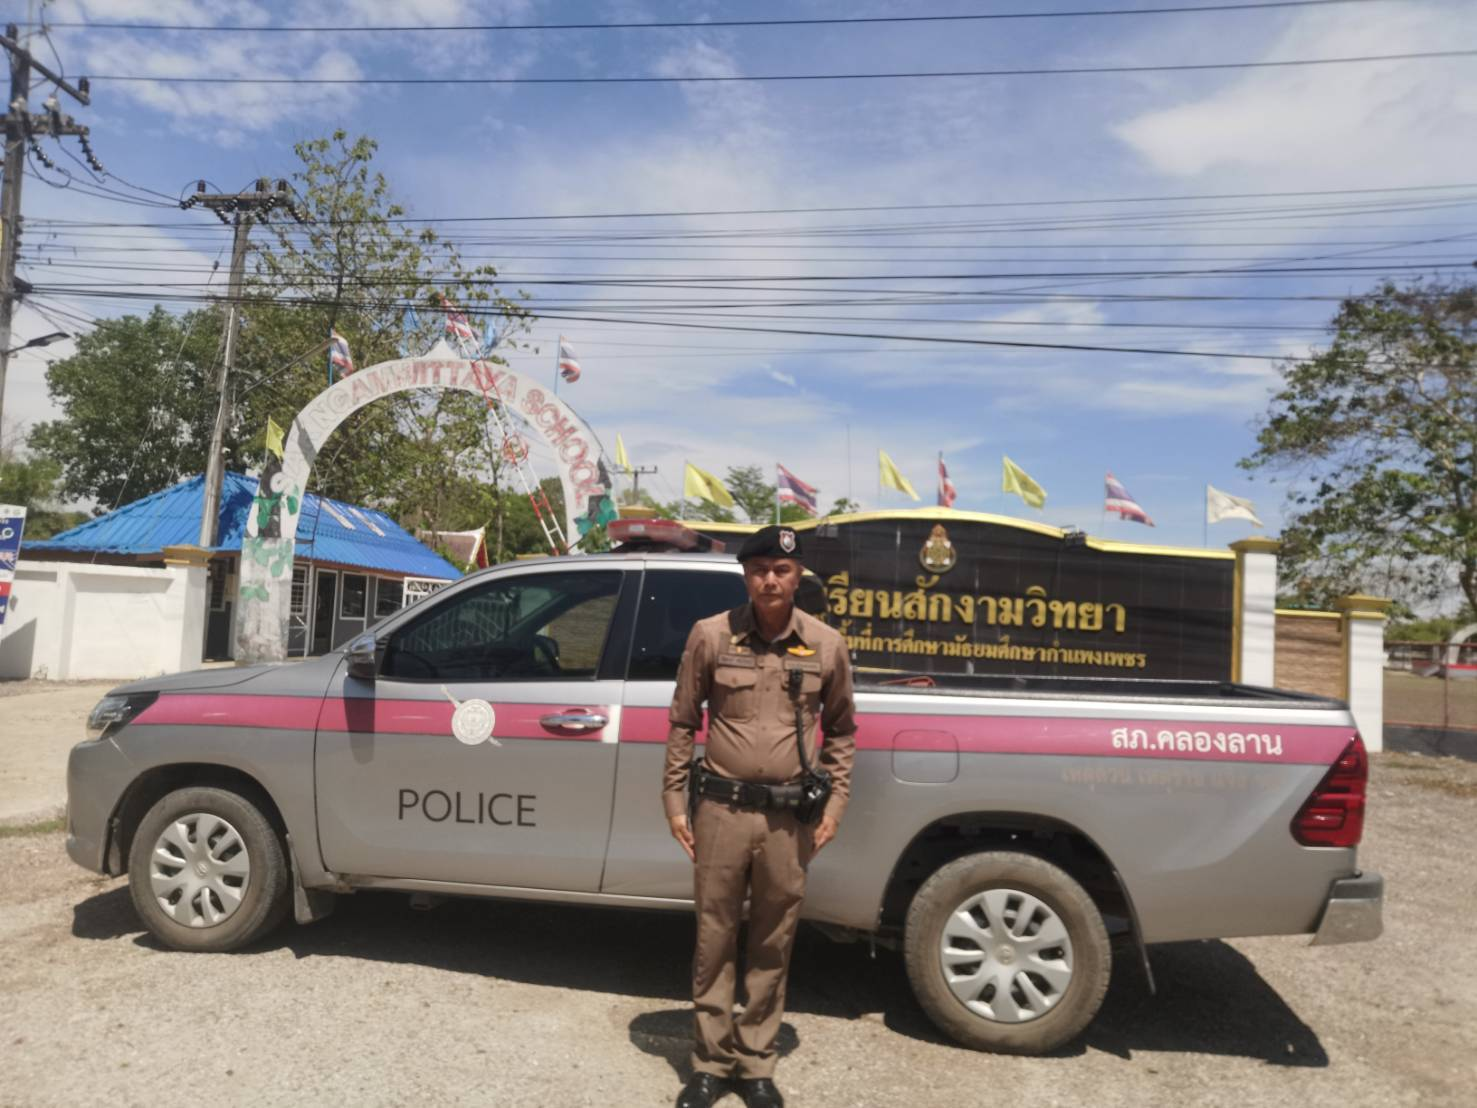 NGAMWITTAYA SCHOOL
รียนสักงามวิทยา
พื้นที่การศึกษามัธยมศึกษากำแพงเพชร
สภ.คลองลาน
POLICE